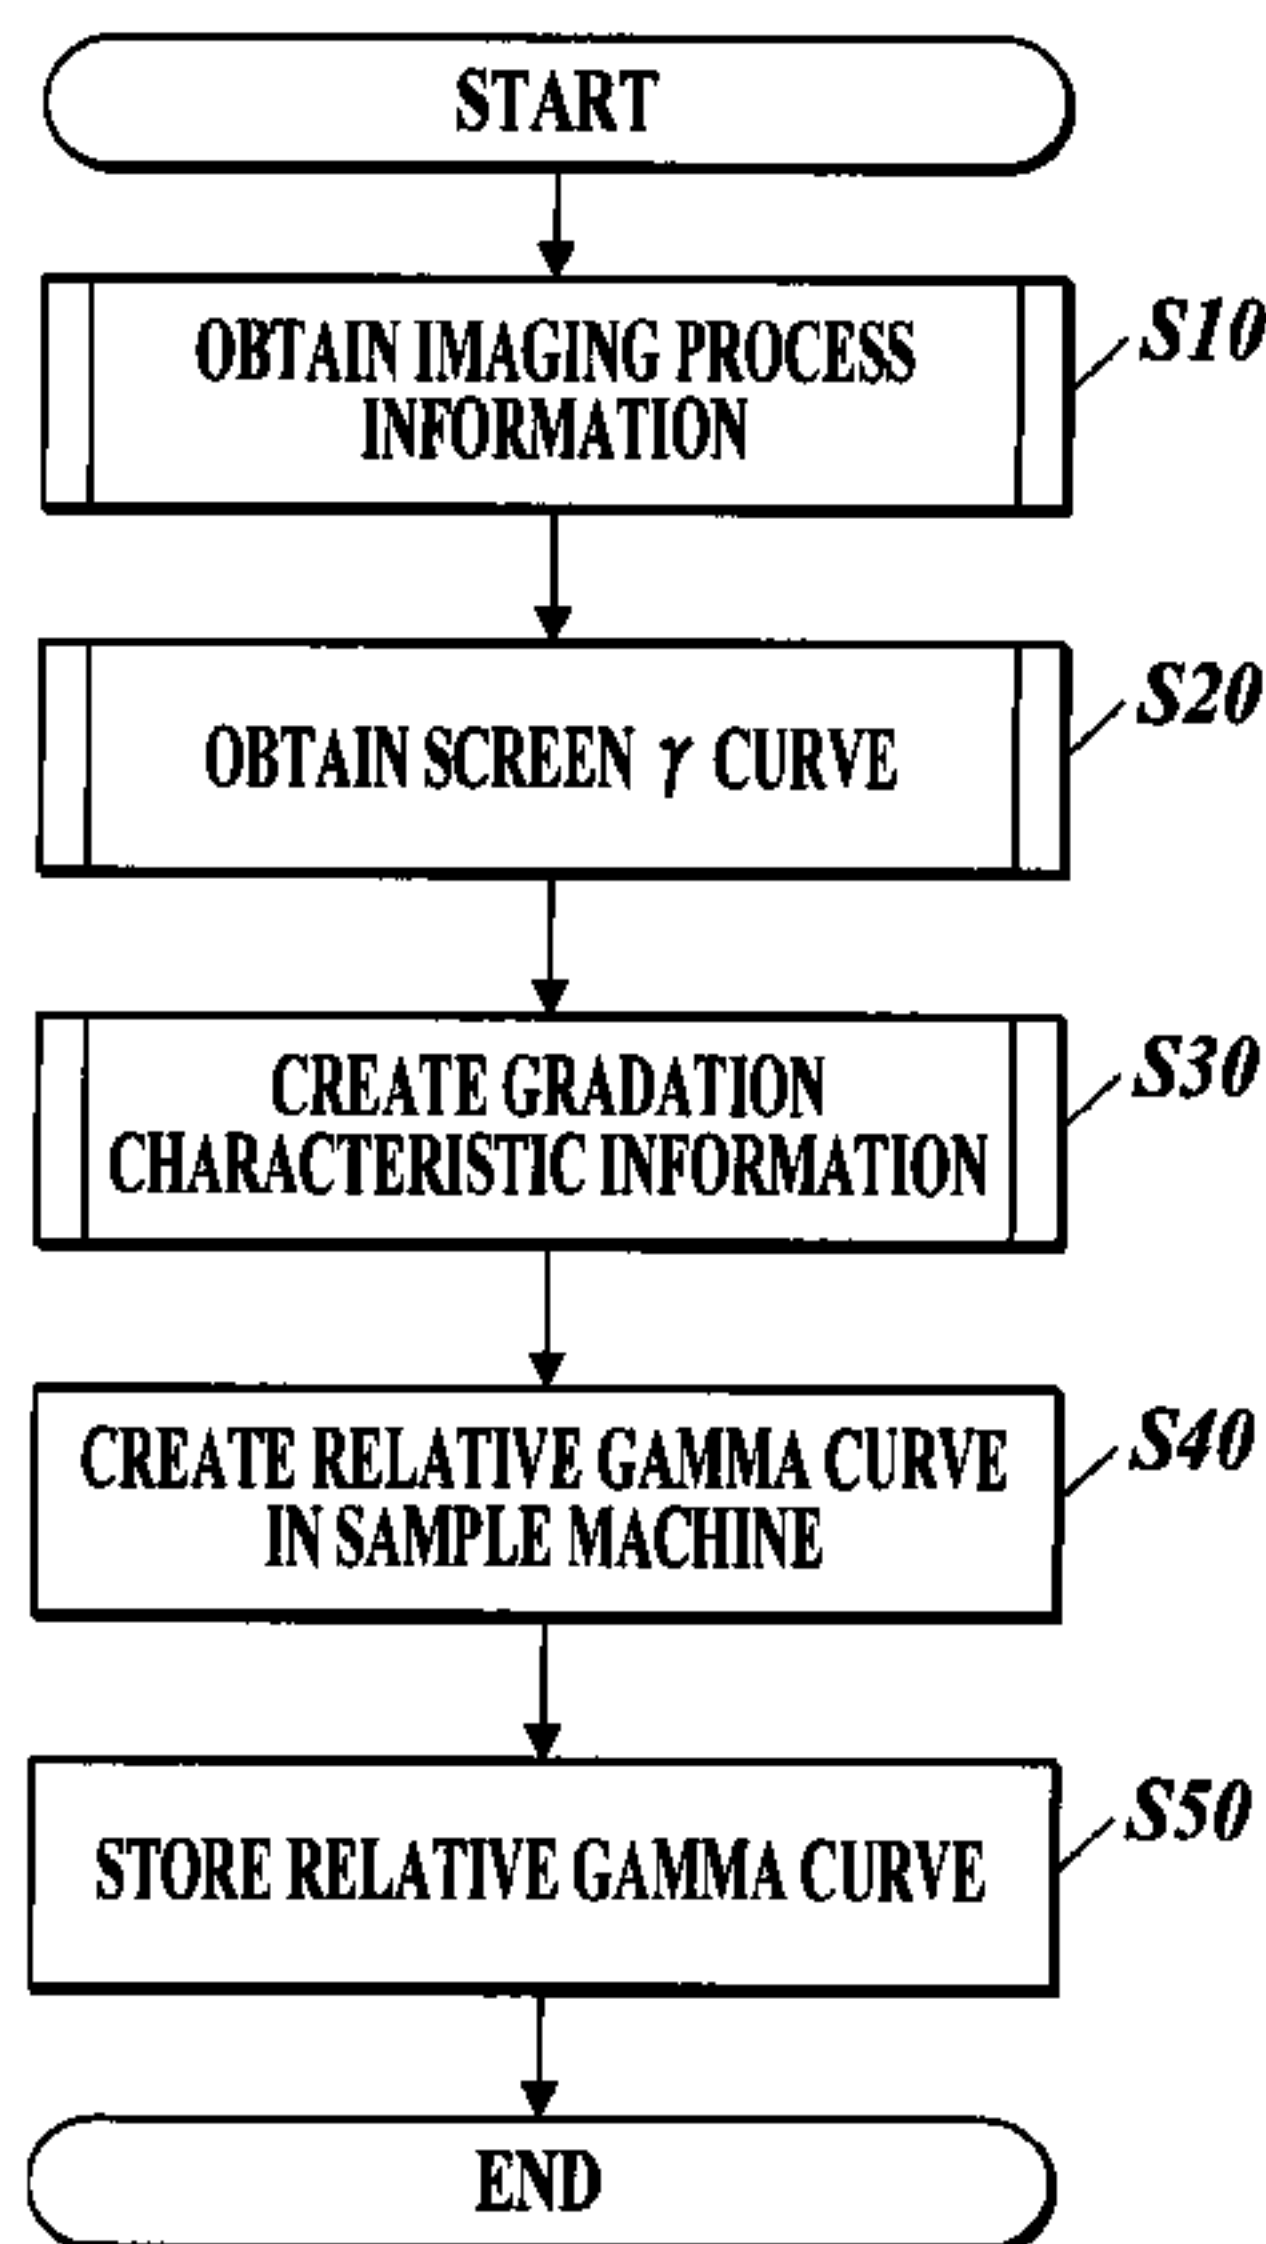 START
OBTAIN IMAGING PROCESS
INFORMATION
S10
OBTAIN SCREEN γ CURVE
S20
CREATE GRADATION
CHARACTERISTIC INFORMATION
S30
CREATE RELATIVE GAMMA CURVE
IN SAMPLE MACHINE
S40
STORE RELATIVE GAMMA CURVE
S50
END